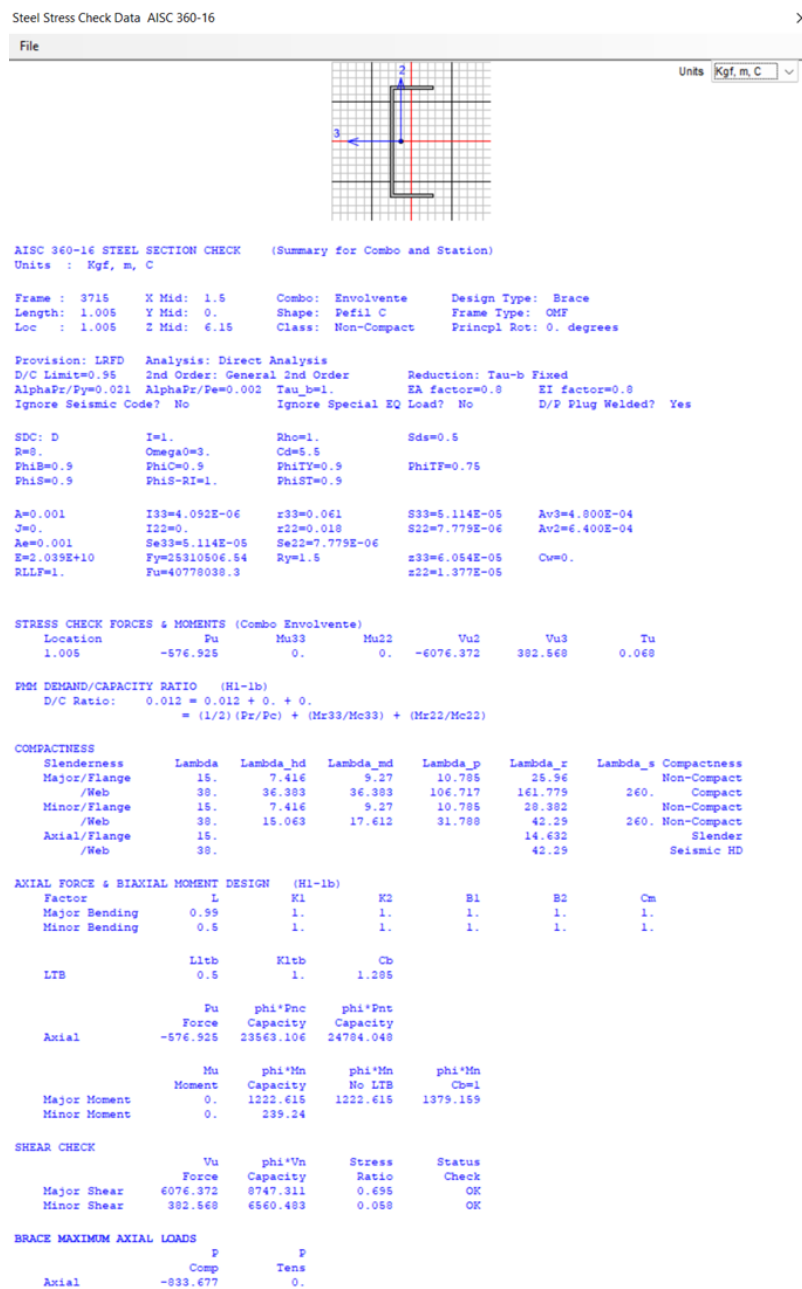 Steel Stress Check Data AISC 360-16
File
Units Kgf, m, C
2
3
AISC 360-16 STEEL SECTION CHECK (Summary for Combo and Station)
Units : Kgf, m, C
Frame : 3715 X Mid: 1.5 Combo: Envolvente Design Type: Brace
Length: 1.005 Y Mid: 0. Shape: Pefil C Frame Type: OMF
Loc : 1.005 Z Mid: 6.15 Class: Non-Compact Princpl Rot: 0. degrees
Provision: LRFD Analysis: Direct Analysis
D/C Limit=0.95 2nd Order: General 2nd Order Reduction: Tau-b Fixed
AlphaPr/Py=0.021 AlphaPr/Pe=0.002 Tau_b=1. EA factor=0.8 EI factor=0.8
Ignore Seismic Code? No Ignore Special EQ Load? No D/P Plug Welded? Yes
SDC: D I=1. Rho=1. Sds=0.5
R=8. Omega0=3. Cd=5.5
PhiB=0.9 PhiC=0.9 PhiTY=0.9 PhiTF=0.75
PhiS=0.9 PhiS-RI=1. PhiST=0.9
A=0.001 I33=4.092E-06 r33=0.061 S33=5.114E-05 Av3=4.800E-04
J=0. I22=0. r22=0.018 S22=7.779E-06 Av2=6.400E-04
Ae=0.001 Se33=5.114E-05 Se22=7.779E-06
E=2.039E+10 Fy=25310506.54 Ry=1.5 z33=6.054E-05 Cw=0.
RLLF=1. Fu=40778038.3 z22=1.377E-05
STRESS CHECK FORCES & MOMENTS (Combo Envolvente)
Location Pu Mu33 Mu22 Vu2 Vu3 Tu
1.005 -576.925 0. 0. -6076.372 382.568 0.068
PMM DEMAND/CAPACITY RATIO (H1-1b)
D/C Ratio: 0.012 = 0.012 + 0. + 0.
= (1/2)(Pr/Pc) + (Mr33/Mc33) + (Mr22/Mc22)
COMPACTNESS
Slenderness Lambda Lambda_hd Lambda_md Lambda_p Lambda_r Lambda_s Compactness
Major/Flange 15. 7.416 9.27 10.785 25.96 Non-Compact
/Web 38. 36.383 36.383 106.717 161.779 260. Compact
Minor/Flange 15. 7.416 9.27 10.785 28.382 Non-Compact
/Web 38. 15.063 17.612 31.788 42.29 260. Non-Compact
Axial/Flange 15. 14.632 Slender
/Web 38. 42.29 Seismic HD
AXIAL FORCE & BIAXIAL MOMENT DESIGN (H1-1b)
Factor L K1 K2 B1 B2 Cm
Major Bending 0.99 1. 1. 1. 1. 1.
Minor Bending 0.5 1. 1. 1. 1. 1.
Lltb Kltb Cb
LTB 0.5 1. 1.285
Pu phi*Pnc phi*Pnt
Force Capacity Capacity
Axial -576.925 23563.106 24784.048
Mu phi*Mn phi*Mn phi*Mn
Moment Capacity No LTB Cb=1
Major Moment 0. 1222.615 1222.615 1379.159
Minor Moment 0. 239.24
SHEAR CHECK
Vu phi*Vn Stress Status
Force Capacity Ratio Check
Major Shear 6076.372 8747.311 0.695 OK
Minor Shear 382.568 6560.483 0.058 OK
BRACE MAXIMUM AXIAL LOADS
P P
Comp Tens
Axial -833.677 0.